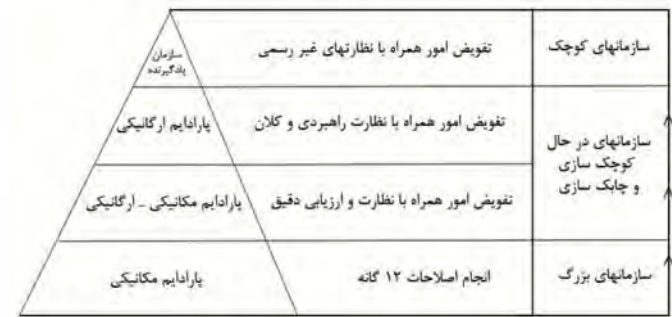 سازمانهای کوچک
تفویض امور همراه با نظارتهای غیر رسمی
سازمان
یادگیرنده
سازمانهای در حال
کوچک سازی
و چابک سازی
تفویض امور همراه با نظارت راهبردی و کلان
پارادایم ارگانیکی
تفویض امور همراه با نظارت و ارزیابی دقیق
پارادایم مکانیکی ـ ارگانیکی
سازمانهای بزرگ
انجام اصلاحات ۱۲ گانه
پارادایم مکانیکی